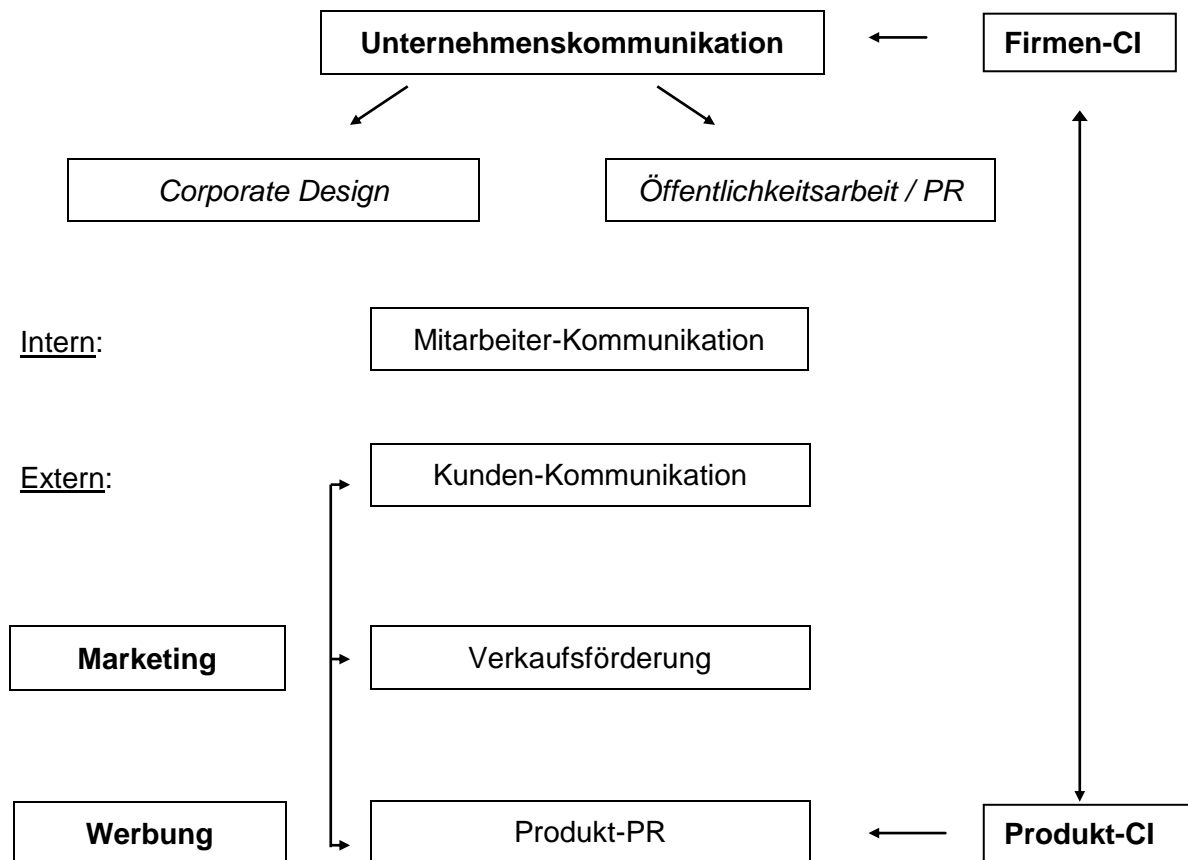 Unternehmenskommunikation
Firmen-CI
Corporate Design
Öffentlichkeitsarbeit / PR
Intern:
Mitarbeiter-Kommunikation
Extern:
Kunden-Kommunikation
Marketing
Verkaufsförderung
Werbung
Produkt-PR
Produkt-CI